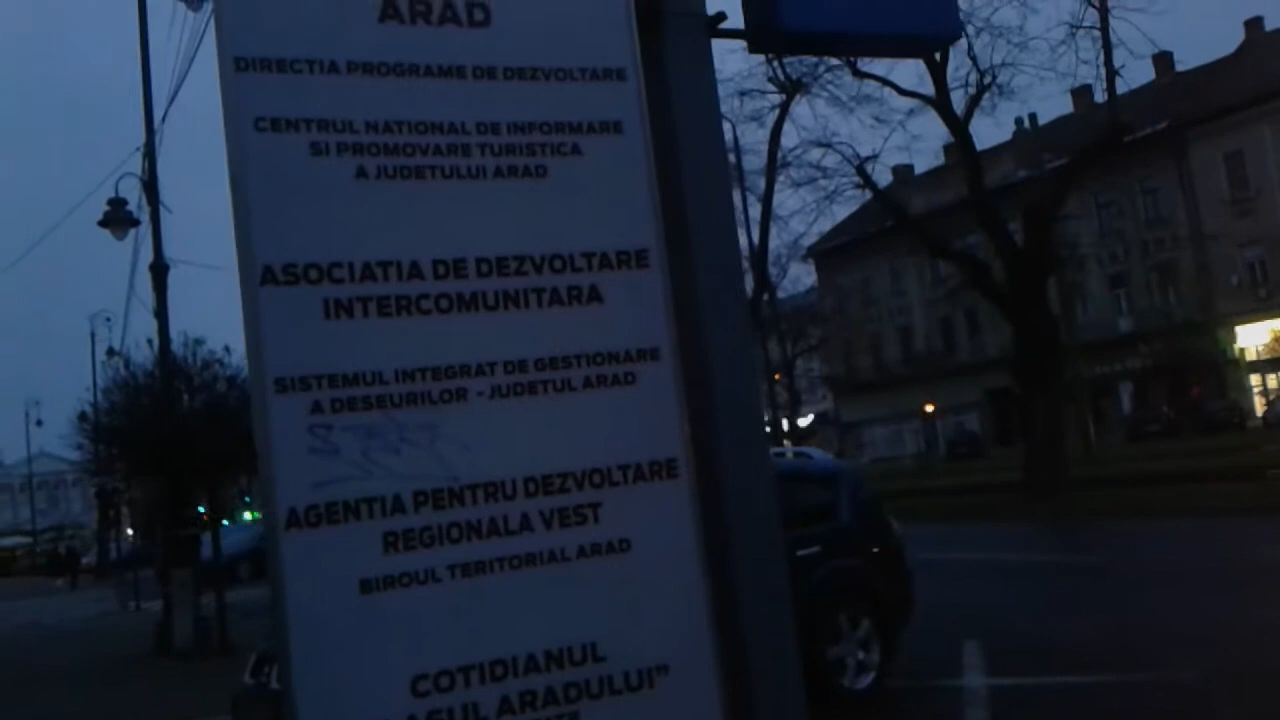 ARAD
DIRECTIA PROGRAME DE DEZVOLTARE
CENTRUL NATIONAL DE INFORMARE
SI PROMOVARE TURISTICA
A JUDETULUI ARAD
ASOCIATIA DE DEZVOLTARE
INTERCOMUNITARA
SISTEMUL INTEGRAT DE GESTIONARE
A DESEURILOR - JUDETUL ARAD
AGENTIA PENTRU DEZVOLTARE
REGIONALA VEST
BIROUL TERITORIAL ARAD
COTIDIANUL
ARADULUI"